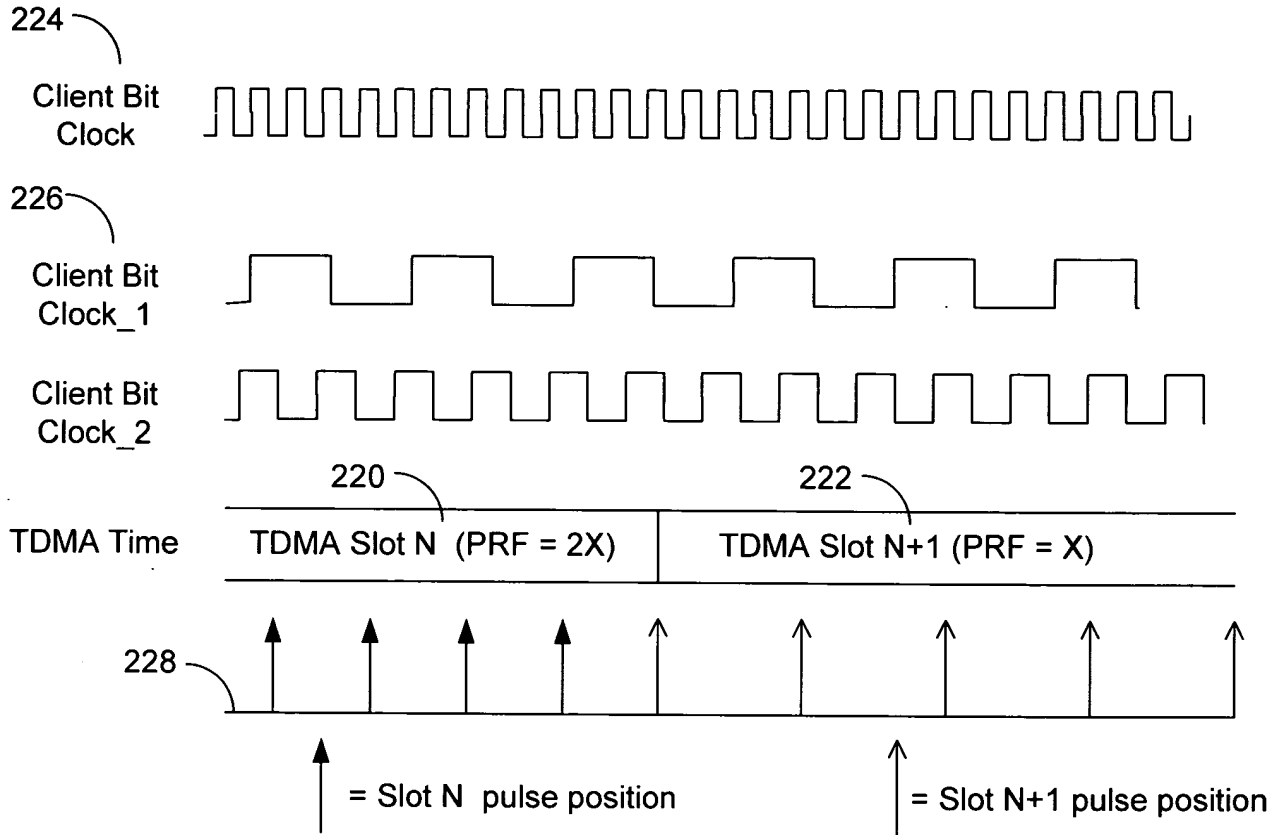 224
Client Bit
Clock
226
Client Bit
Clock_1
Client Bit
Clock_2
220
222
TDMA Time
TDMA Slot N (PRF = 2X)
TDMA Slot N+1 (PRF = X)
228
= Slot N pulse position
= Slot N+1 pulse position